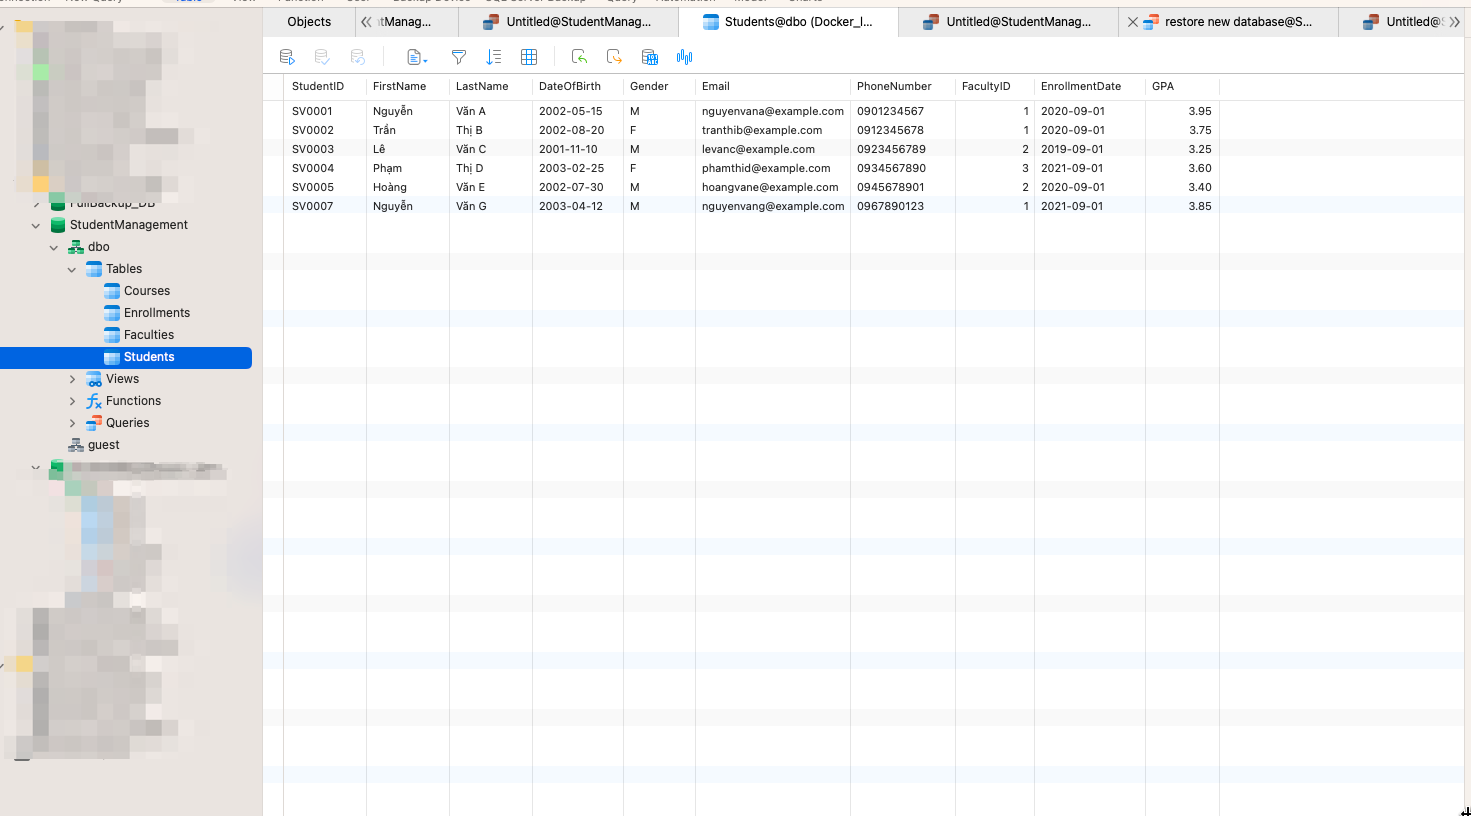 Objects
tManag...
Untitled@StudentManag...
Students@dbo (Docker_l...
Untitled@StudentManag...
restore new database@S...
Untitled@S
StudentID FirstName LastName DateOfBirth Gender Email PhoneNumber FacultyID EnrollmentDate GPA
SV0001 Nguyễn Văn A 2002-05-15 M nguyenvana@example.com 0901234567 1 2020-09-01 3.95
SV0002 Trần Thị B 2002-08-20 F tranthib@example.com 0912345678 1 2020-09-01 3.75
SV0003 Lê Văn C 2001-11-10 M levanc@example.com 0923456789 2 2019-09-01 3.25
SV0004 Phạm Thị D 2003-02-25 F phamthid@example.com 0934567890 3 2021-09-01 3.60
SV0005 Hoàng Văn E 2002-07-30 M hoangvane@example.com 0945678901 2 2020-09-01 3.40
SV0007 Nguyễn Văn G 2003-04-12 M nguyenvang@example.com 0967890123 1 2021-09-01 3.85
FullBackup_DB
StudentManagement
dbo
Tables
Courses
Enrollments
Faculties
Students
Views
Functions
Queries
guest